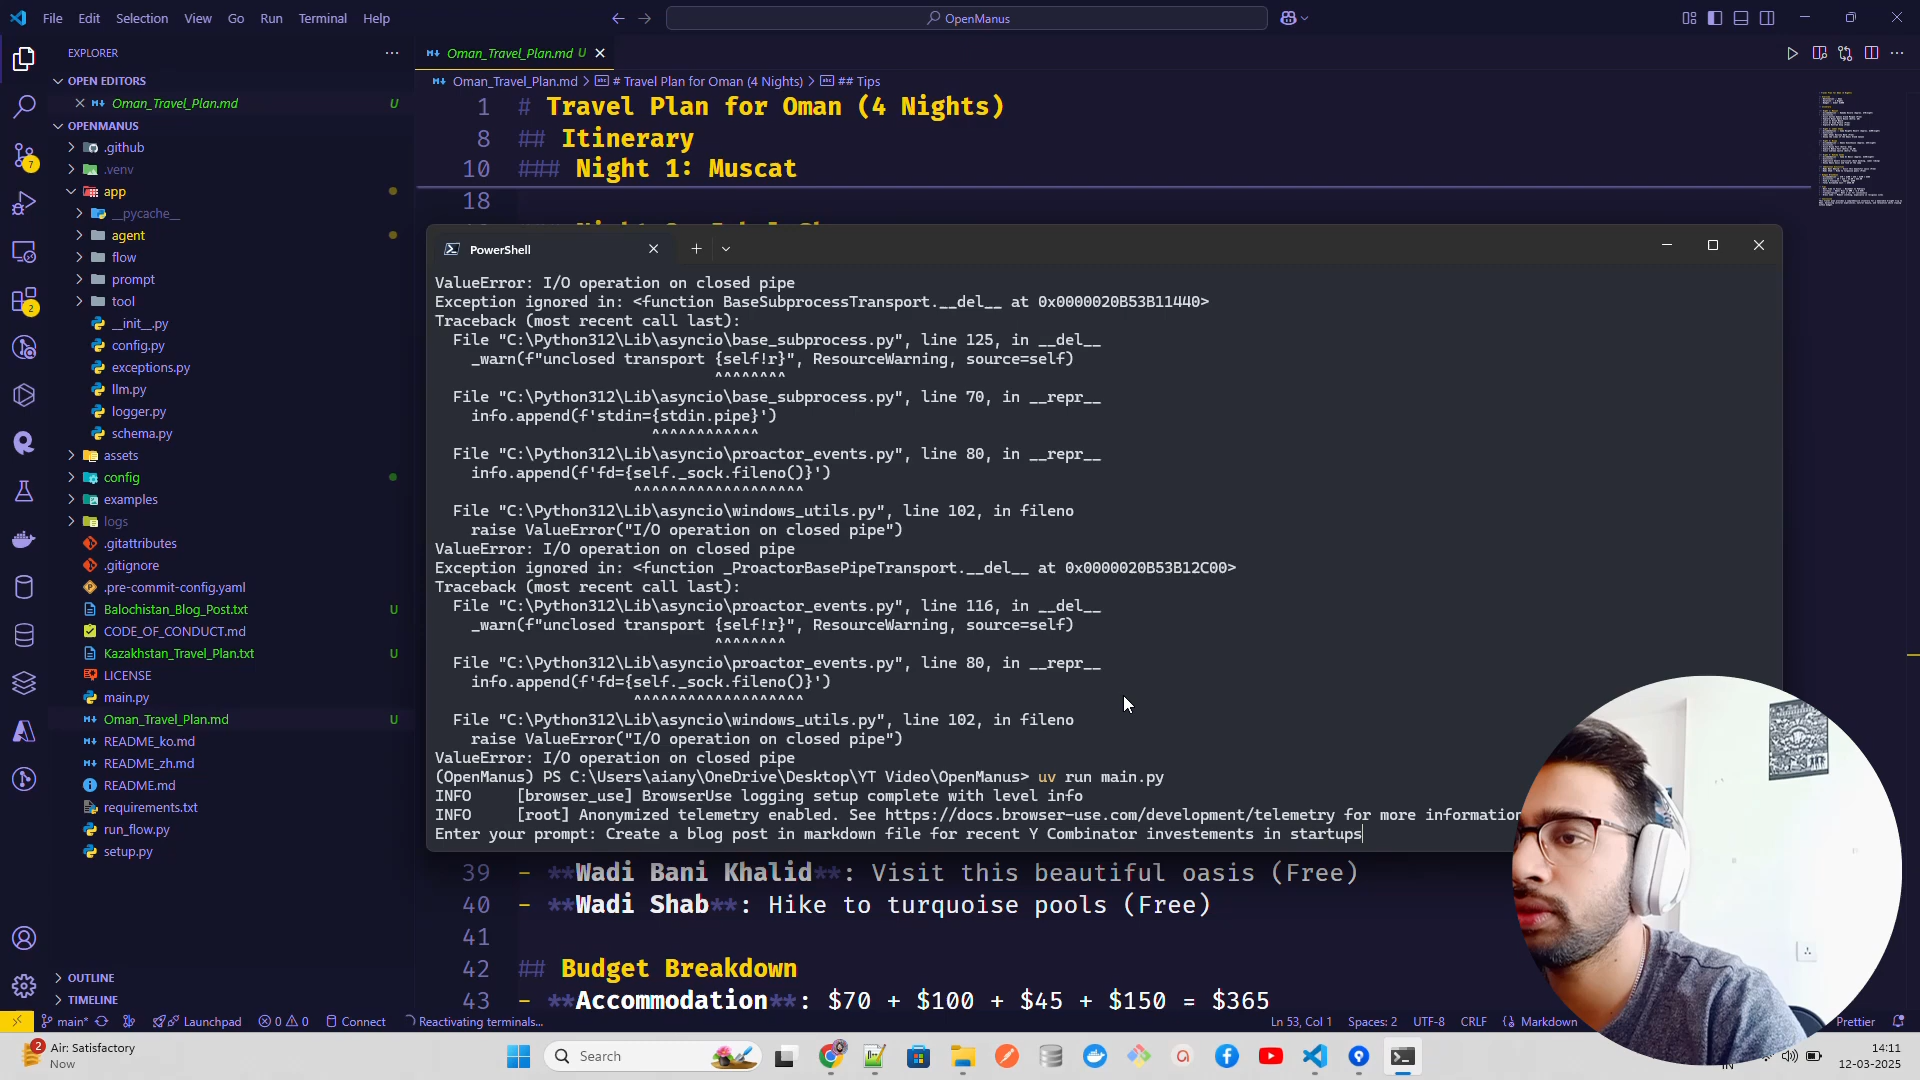 File Edit Selection View Go Run Terminal Help
OpenManus
EXPLORER
OPEN EDITORS
Oman_Travel_Plan.md U
OPENMANUS
.github
.venv
app
__pycache__
agent
flow
prompt
tool
__init__.py
config.py
exceptions.py
llm.py
logger.py
schema.py
assets
config
examples
logs
.gitattributes
.gitignore
.pre-commit-config.yaml
Balochistan_Blog_Post.txt U
CODE_OF_CONDUCT.md
Kazakhstan_Travel_Plan.txt U
LICENSE
main.py
Oman_Travel_Plan.md U
README_ko.md
README_zh.md
README.md
requirements.txt
run_flow.py
setup.py
OUTLINE
TIMELINE
7
2
Oman_Travel_Plan.md U
Oman_Travel_Plan.md > # Travel Plan for Oman (4 Nights) > ## Tips
1 # Travel Plan for Oman (4 Nights)
8 ## Itinerary
10 ### Night 1: Muscat
18
PowerShell
ValueError: I/O operation on closed pipe
Exception ignored in: <function BaseSubprocessTransport.__del__ at 0x0000020B53B11440>
Traceback (most recent call last):
File "C:\Python312\Lib\asyncio\base_subprocess.py", line 125, in __del__
_warn(f"unclosed transport {self!r}", ResourceWarning, source=self)
^^^^^^^^
File "C:\Python312\Lib\asyncio\base_subprocess.py", line 70, in __repr__
info.append(f'stdin={stdin.pipe}')
^^^^^^^^^^^^
File "C:\Python312\Lib\asyncio\proactor_events.py", line 80, in __repr__
info.append(f'fd={self._sock.fileno()}')
^^^^^^^^^^^^^^^^^^^
File "C:\Python312\Lib\asyncio\windows_utils.py", line 102, in fileno
raise ValueError("I/O operation on closed pipe")
ValueError: I/O operation on closed pipe
Exception ignored in: <function _ProactorBasePipeTransport.__del__ at 0x0000020B53B12C00>
Traceback (most recent call last):
File "C:\Python312\Lib\asyncio\proactor_events.py", line 116, in __del__
_warn(f"unclosed transport {self!r}", ResourceWarning, source=self)
^^^^^^^^
File "C:\Python312\Lib\asyncio\proactor_events.py", line 80, in __repr__
info.append(f'fd={self._sock.fileno()}')
^^^^^^^^^^^^^^^^^^^
File "C:\Python312\Lib\asyncio\windows_utils.py", line 102, in fileno
raise ValueError("I/O operation on closed pipe")
ValueError: I/O operation on closed pipe
(OpenManus) PS C:\Users\aiany\OneDrive\Desktop\YT Video\OpenManus> uv run main.py
INFO [browser_use] BrowserUse logging setup complete with level info
INFO [root] Anonymized telemetry enabled. See https://docs.browser-use.com/development/telemetry for more information
Enter your prompt: Create a blog post in markdown file for recent Y Combinator investements in startups
39 - **Wadi Bani Khalid**: Visit this beautiful oasis (Free)
40 - **Wadi Shab**: Hike to turquoise pools (Free)
41
42 ## Budget Breakdown
43 - **Accommodation**: $70 + $100 + $45 + $150 = $365
main* Launchpad 0 0 Connect Reactivating terminals... Ln 53, Col 1 Spaces: 2 UTF-8 CRLF Markdown Prettier
2 Air: Satisfactory
Now
Search
IN
14:11
12-03-2025